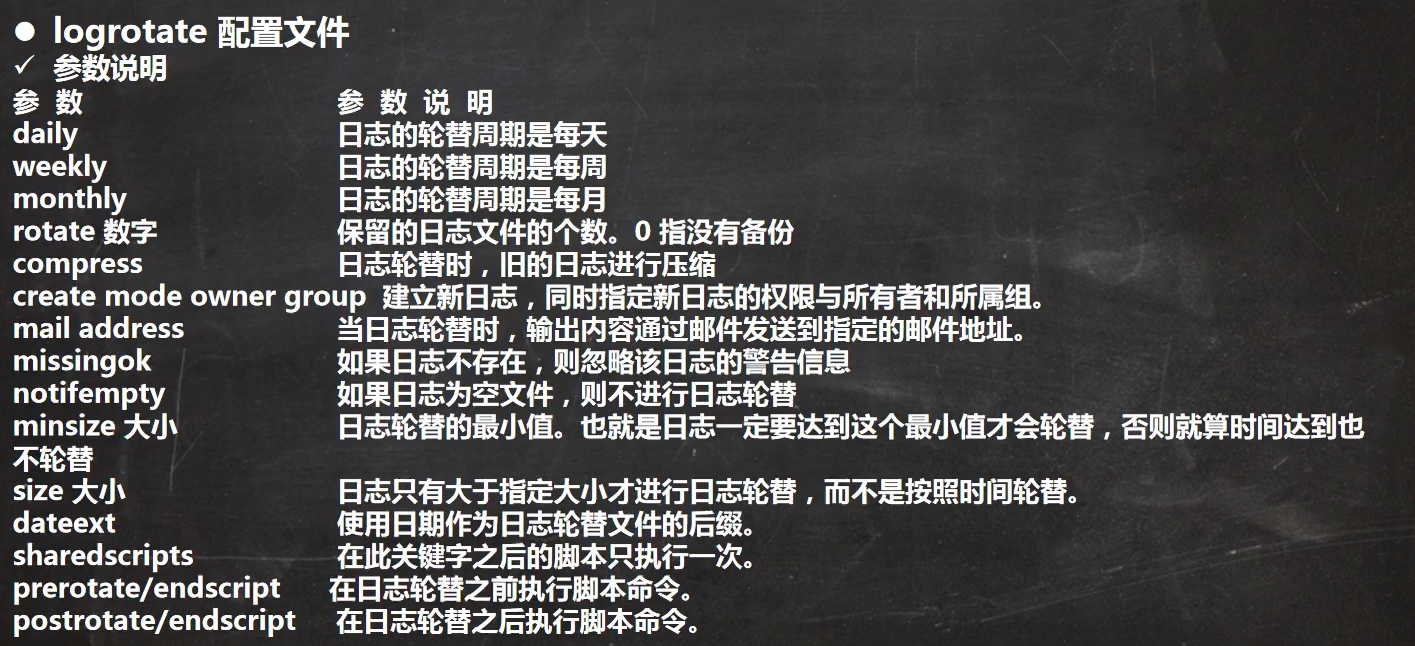 ● logrotate 配置文件
✓ 参数说明
参 数 参 数 说 明
daily 日志的轮替周期是每天
weekly 日志的轮替周期是每周
monthly 日志的轮替周期是每月
rotate 数字 保留的日志文件的个数。0 指没有备份
compress 日志轮替时，旧的日志进行压缩
create mode owner group 建立新日志，同时指定新日志的权限与所有者和所属组。
mail address 当日志轮替时，输出内容通过邮件发送到指定的邮件地址。
missingok 如果日志不存在，则忽略该日志的警告信息
notifempty 如果日志为空文件，则不进行日志轮替
minsize 大小 日志轮替的最小值。也就是日志一定要达到这个最小值才会轮替，否则就算时间达到也
不轮替
size 大小 日志只有大于指定大小才进行日志轮替，而不是按照时间轮替。
dateext 使用日期作为日志轮替文件的后缀。
sharedscripts 在此关键字之后的脚本只执行一次。
prerotate/endscript 在日志轮替之前执行脚本命令。
postrotate/endscript 在日志轮替之后执行脚本命令。